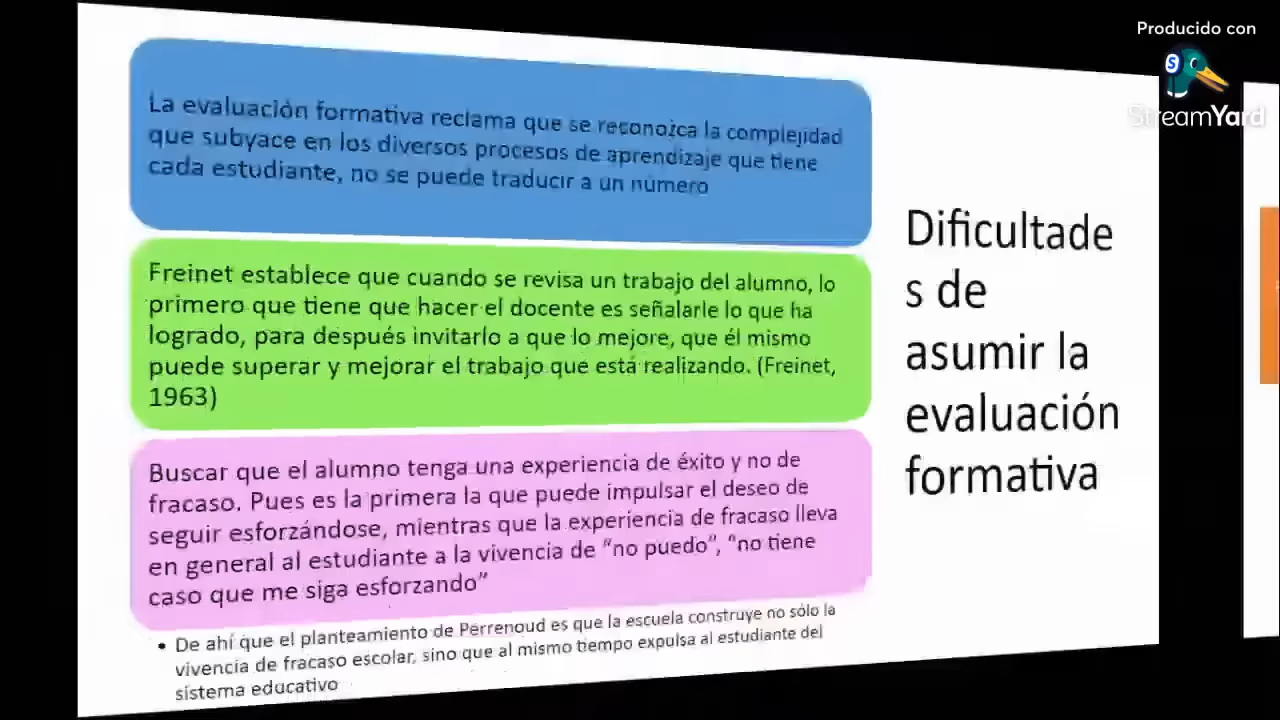 Producido con
StreamYard
La evaluación formativa reclama que se reconozca la complejidad
que subyace en los diversos procesos de aprendizaje que tiene
cada estudiante, no se puede traducir a un número
Freinet establece que cuando se revisa un trabajo del alumno, lo
primero que tiene que hacer el docente es señalarle lo que ha
logrado, para después invitarlo a que lo mejore, que él mismo
puede superar y mejorar el trabajo que está realizando. (Freinet,
1963)
Buscar que el alumno tenga una experiencia de éxito y no de
fracaso. Pues es la primera la que puede impulsar el deseo de
seguir esforzándose, mientras que la experiencia de fracaso lleva
en general al estudiante a la vivencia de “no puedo”, “no tiene
caso que me siga esforzando”
• De ahí que el planteamiento de Perrenoud es que la escuela construye no sólo la
vivencia de fracaso escolar, sino que al mismo tiempo expulsa al estudiante del
sistema educativo
Dificultade
s de
asumir la
evaluación
formativa